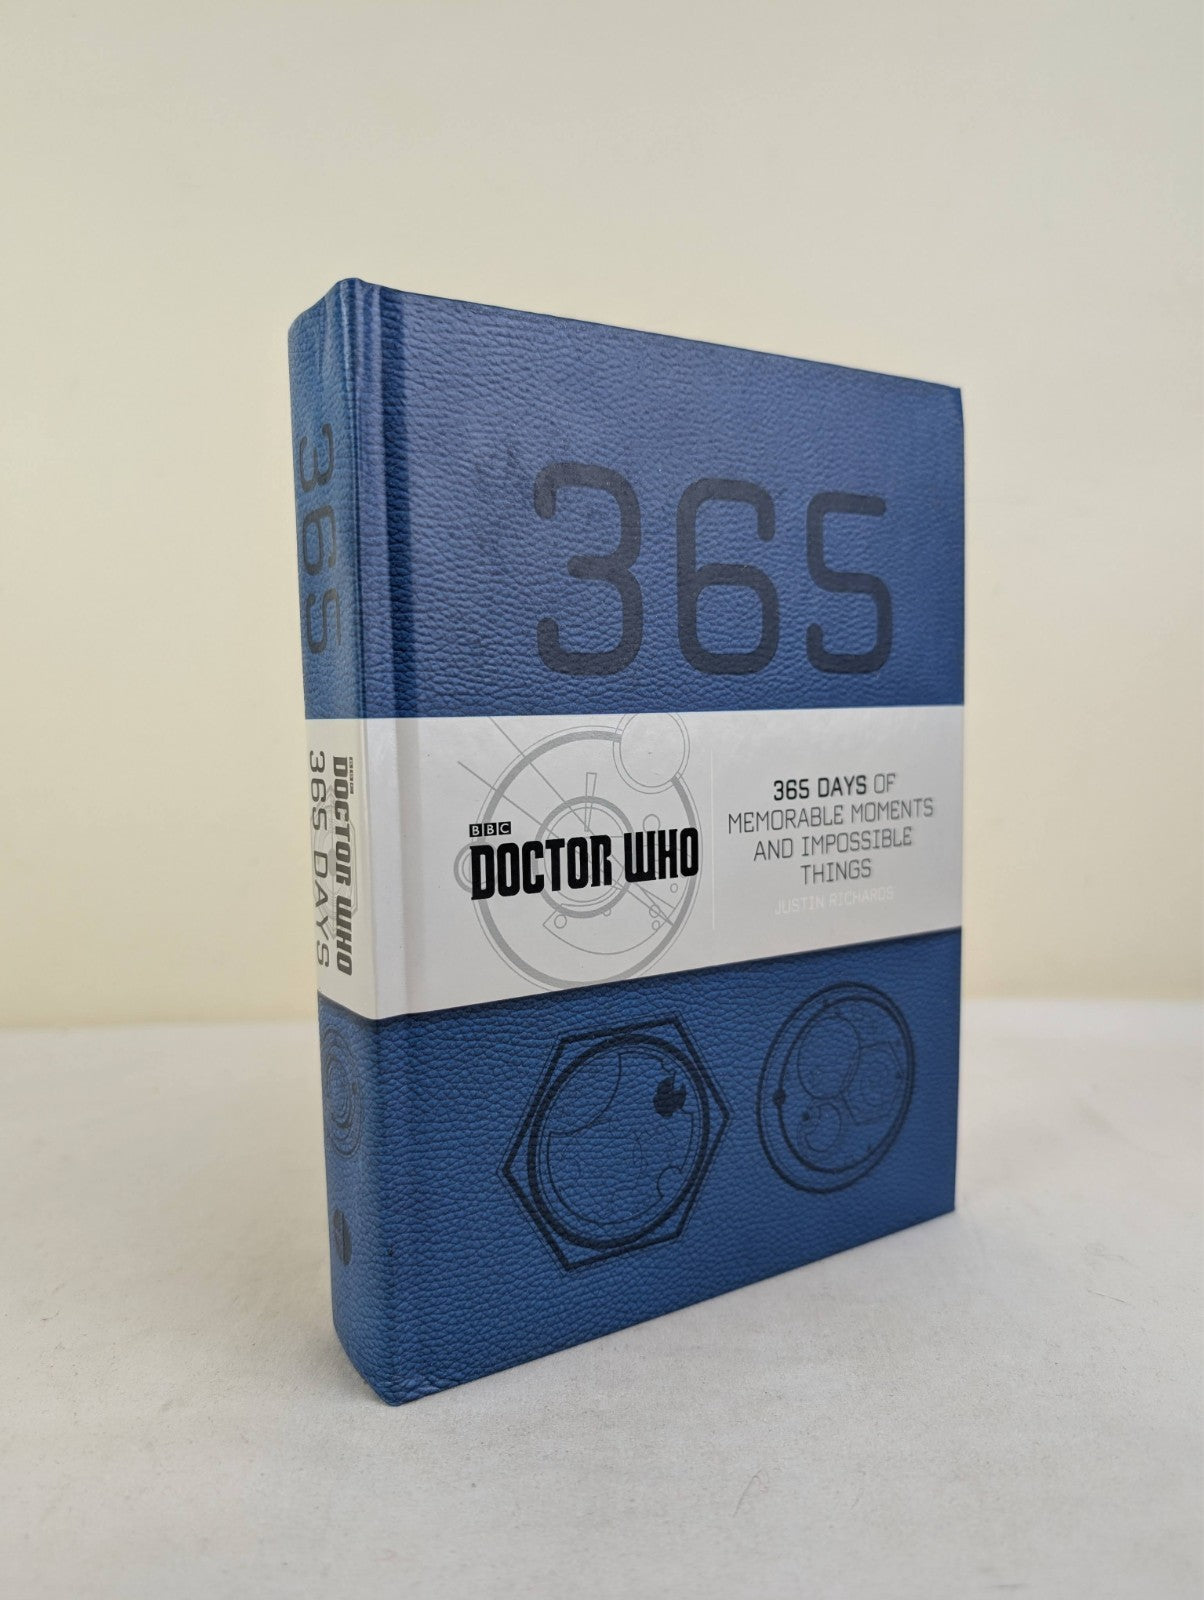 365
365
BBC
DOCTOR WHO
365 DAYS
BBC
DOCTOR WHO
365 DAYS OF
MEMORABLE MOMENTS
AND IMPOSSIBLE
THINGS
JUSTIN RICHARDS